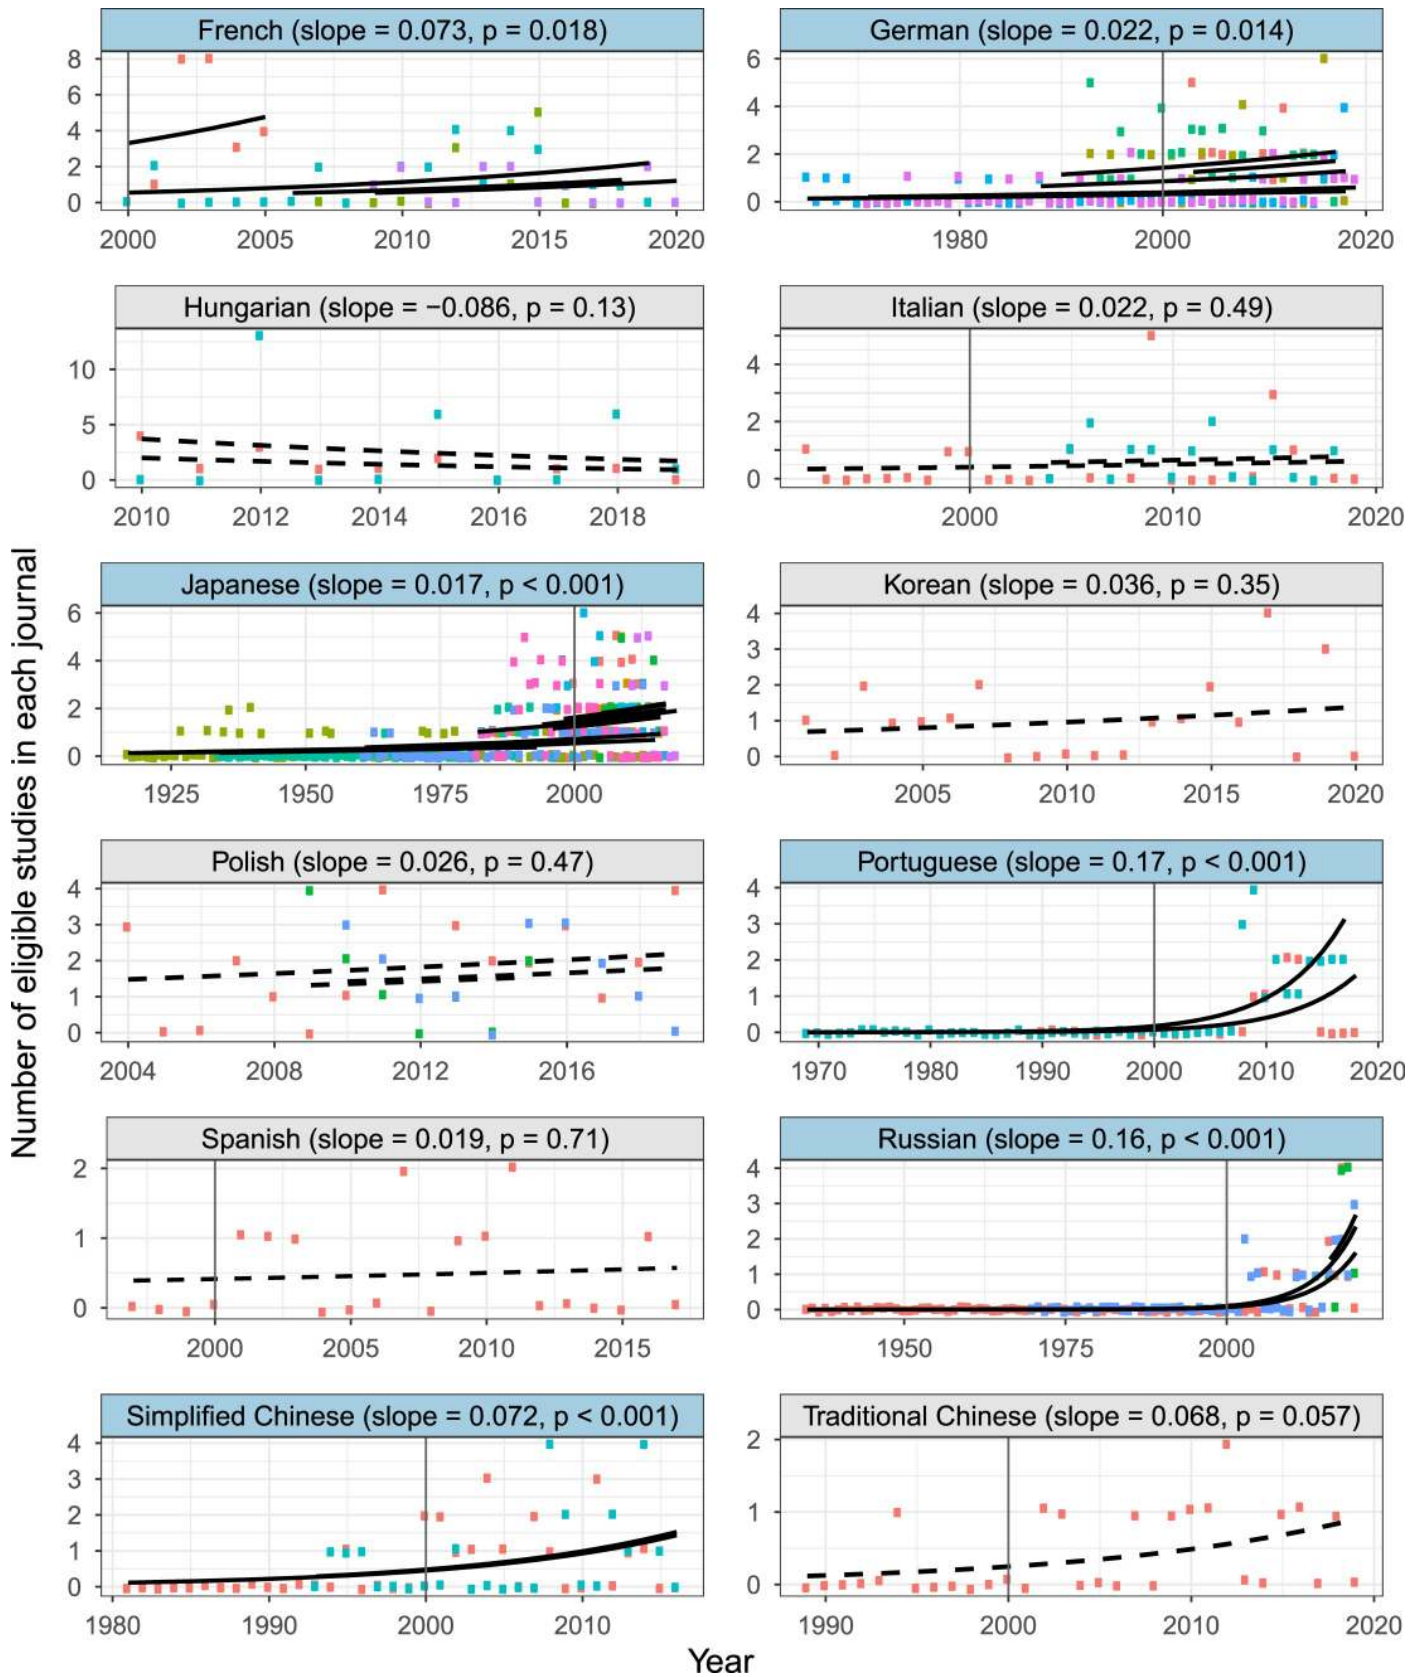 French (slope = 0.073, p = 0.018)
8
6
4
2
0
2000 2005 2010 2015 2020
German (slope = 0.022, p = 0.014)
6
4
2
0
1980 2000 2020
Hungarian (slope = −0.086, p = 0.13)
10
5
0
2010 2012 2014 2016 2018
Italian (slope = 0.022, p = 0.49)
4
2
0
2000 2010 2020
Number of eligible studies in each journal
Japanese (slope = 0.017, p < 0.001)
6
4
2
0
1925 1950 1975 2000
Korean (slope = 0.036, p = 0.35)
4
3
2
1
0
2005 2010 2015 2020
Polish (slope = 0.026, p = 0.47)
4
3
2
1
0
2004 2008 2012 2016
Portuguese (slope = 0.17, p < 0.001)
4
3
2
1
0
1970 1980 1990 2000 2010 2020
Spanish (slope = 0.019, p = 0.71)
2
1
0
2000 2005 2010 2015
Russian (slope = 0.16, p < 0.001)
4
3
2
1
0
1950 1975 2000
Simplified Chinese (slope = 0.072, p < 0.001)
4
3
2
1
0
1980 1990 2000 2010
Traditional Chinese (slope = 0.068, p = 0.057)
2
1
0
1990 2000 2010 2020
Year